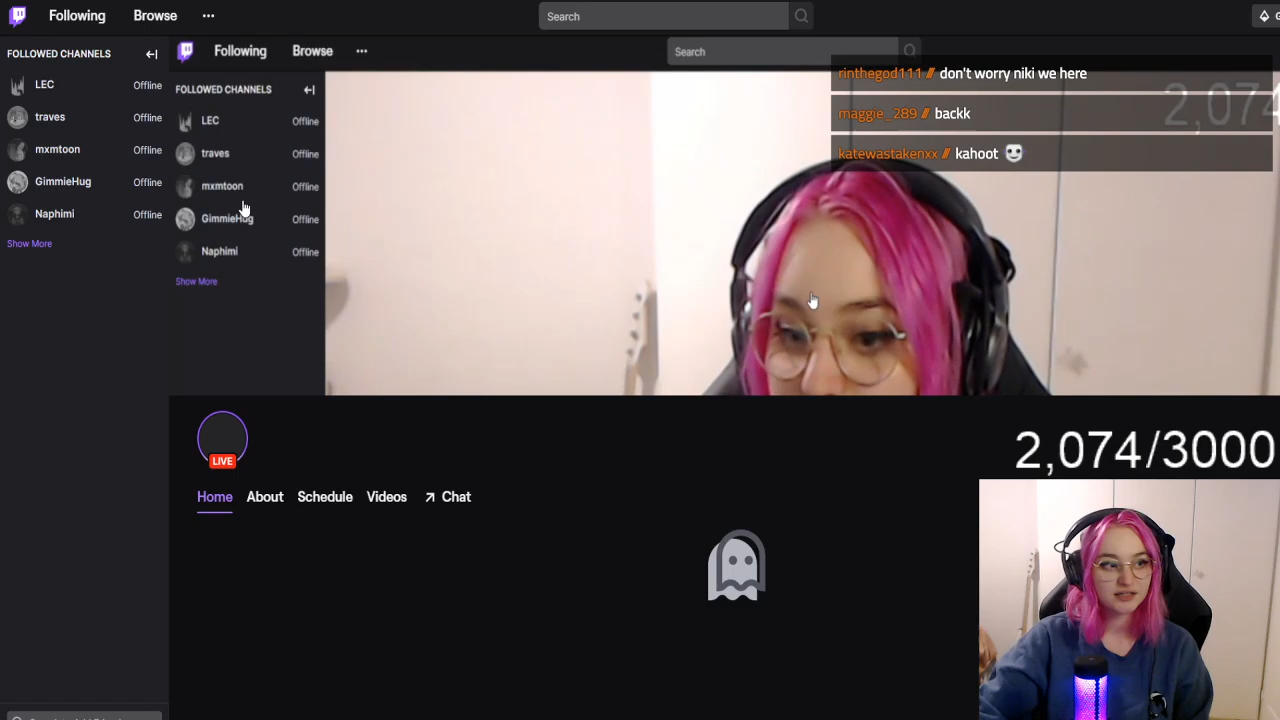 Following Browse
Search
FOLLOWED CHANNELS
LEC Offline
traves Offline
mxmtoon Offline
GimmieHug Offline
Naphimi Offline
Show More
Following Browse
Search
FOLLOWED CHANNELS
LEC Offline
traves Offline
mxmtoon Offline
GimmieHug Offline
Naphimi Offline
Show More
rinthegod111 // don't worry niki we here
maggie_289 // backk
katewastakenxx // kahoot
2,074
LIVE
2,074/3000
Home About Schedule Videos Chat